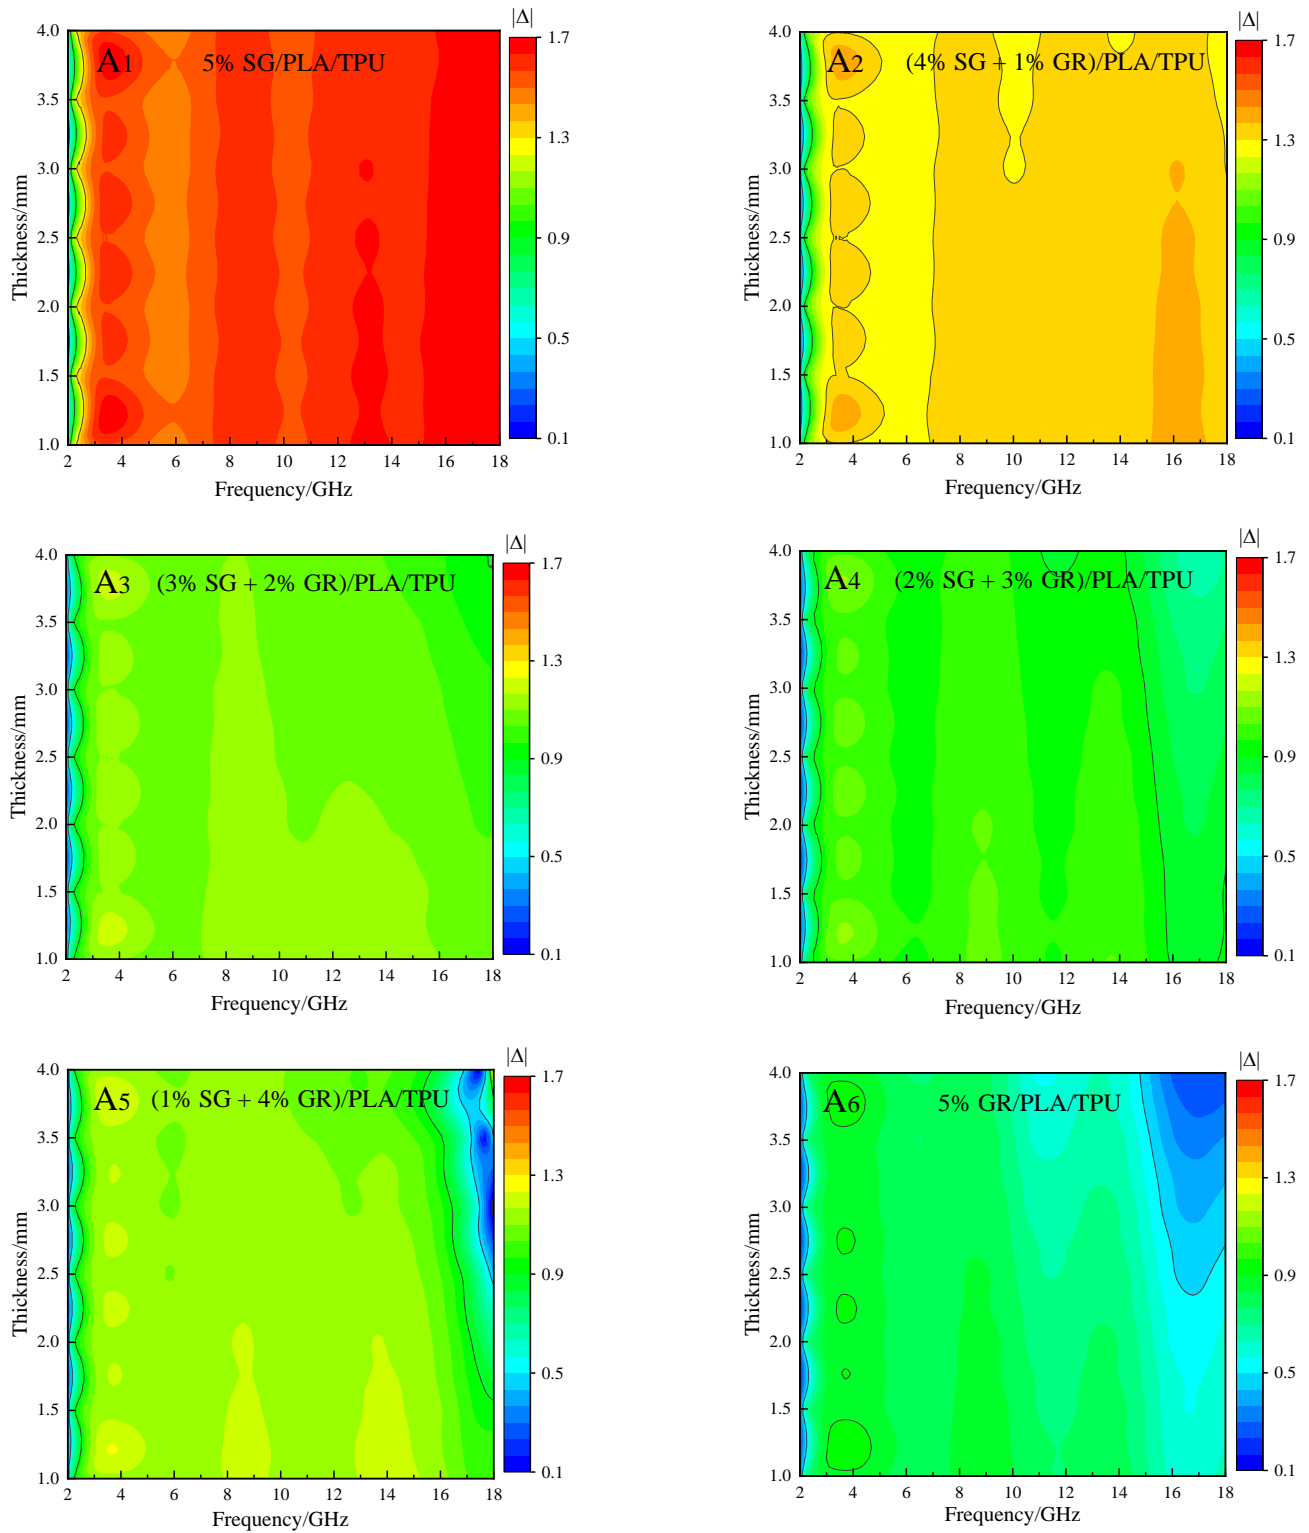 |Δ|
4.0
3.5
3.0
2.5
2.0
1.5
1.0
Thickness/mm
A1 5% SG/PLA/TPU
2 4 6 8 10 12 14 16 18
Frequency/GHz
1.7
1.3
0.9
0.5
0.1
|Δ|
4.0
3.5
3.0
2.5
2.0
1.5
1.0
Thickness/mm
A2 (4% SG + 1% GR)/PLA/TPU
2 4 6 8 10 12 14 16 18
Frequency/GHz
1.7
1.3
0.9
0.5
0.1
|Δ|
4.0
3.5
3.0
2.5
2.0
1.5
1.0
Thickness/mm
A3 (3% SG + 2% GR)/PLA/TPU
2 4 6 8 10 12 14 16 18
Frequency/GHz
1.7
1.3
0.9
0.5
0.1
|Δ|
4.0
3.5
3.0
2.5
2.0
1.5
1.0
Thickness/mm
A4 (2% SG + 3% GR)/PLA/TPU
2 4 6 8 10 12 14 16 18
Frequency/GHz
1.7
1.3
0.9
0.5
0.1
|Δ|
4.0
3.5
3.0
2.5
2.0
1.5
1.0
Thickness/mm
A5 (1% SG + 4% GR)/PLA/TPU
2 4 6 8 10 12 14 16 18
Frequency/GHz
1.7
1.3
0.9
0.5
0.1
|Δ|
4.0
3.5
3.0
2.5
2.0
1.5
1.0
Thickness/mm
A6 5% GR/PLA/TPU
2 4 6 8 10 12 14 16 18
Frequency/GHz
1.7
1.3
0.9
0.5
0.1